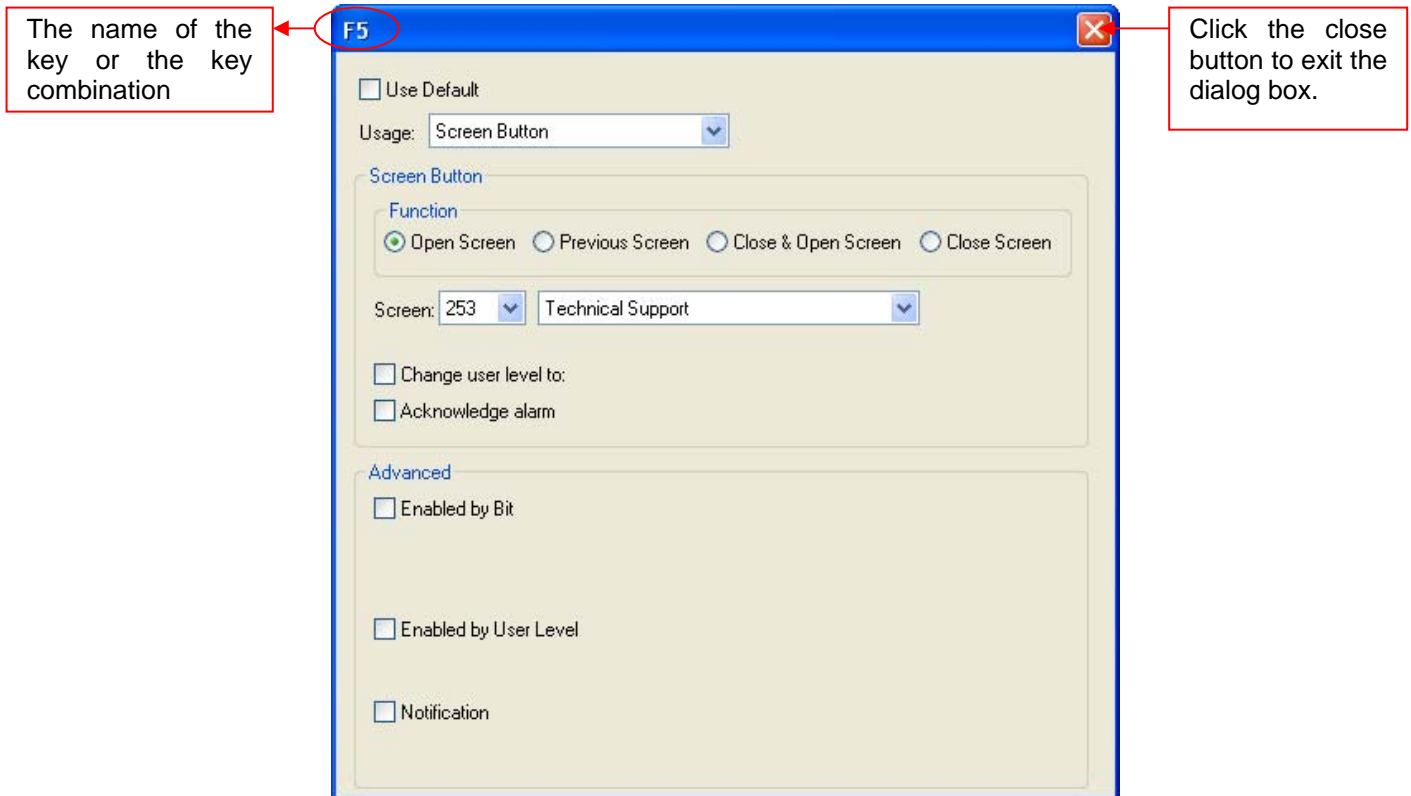 The name of the
key or the key
combination
F5
Click the close
button to exit the
dialog box.
Use Default
Usage: Screen Button
Screen Button
Function
Open Screen Previous Screen Close & Open Screen Close Screen
Screen: 253 Technical Support
Change user level to:
Acknowledge alarm
Advanced
Enabled by Bit
Enabled by User Level
Notification